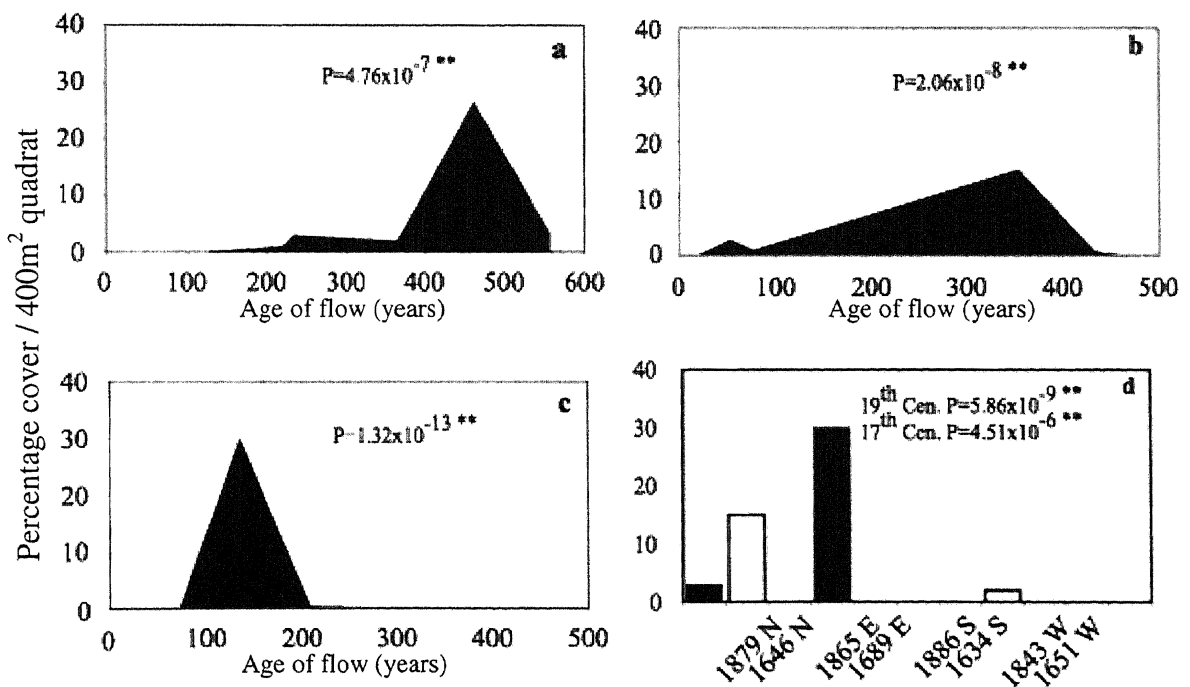 Percentage cover / 400m² quadrat
a
P=4.76x10⁻⁷ **
40
30
20
10
0
0 100 200 300 400 500 600
Age of flow (years)
b
P=2.06x10⁻⁸ **
40
30
20
10
0
0 100 200 300 400 500
Age of flow (years)
c
P=1.32x10⁻¹³ **
40
30
20
10
0
0 100 200 300 400 500
Age of flow (years)
d
19th Cen. P=5.86x10⁻⁹ **
17th Cen. P=4.51x10⁻⁶ **
40
30
20
10
0
1879 N
1646 N
1865 E
1689 E
1886 S
1634 S
1843 W
1651 W